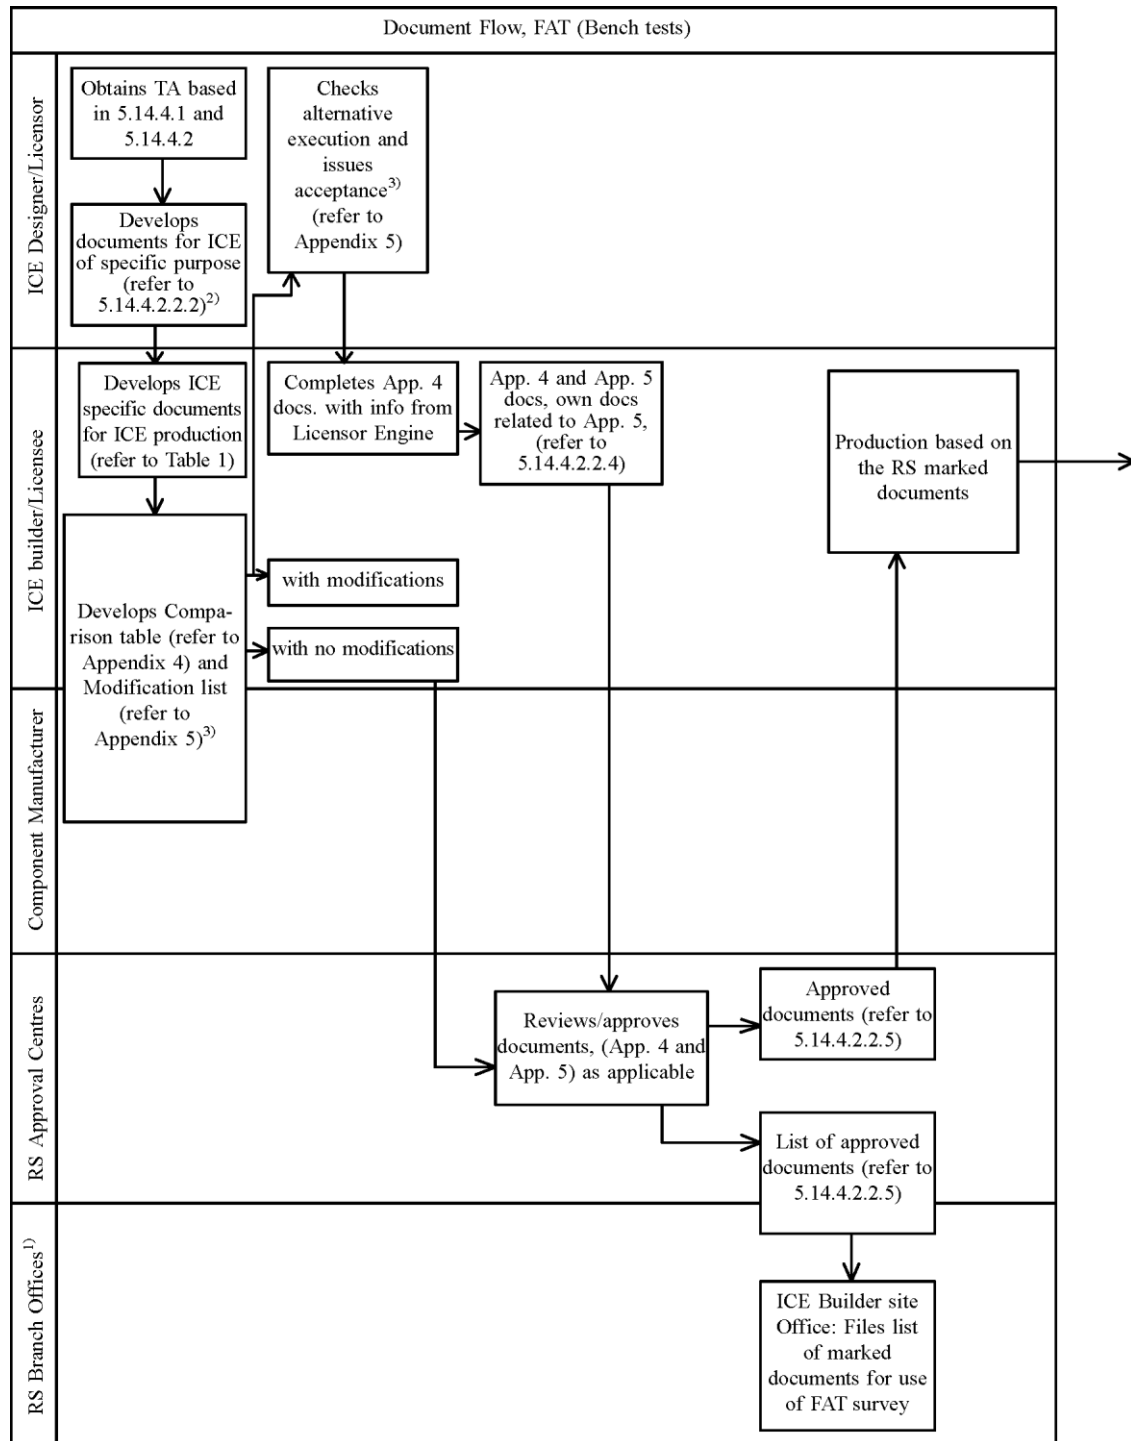 Document Flow, FAT (Bench tests)
ICE Designer/Licensor
Obtains TA based
in 5.14.4.1 and
5.14.4.2
Develops
documents for ICE
of specific purpose
(refer to
5.14.4.2.2.2)2)
Checks
alternative
execution and
issues
acceptance3)
(refer to
Appendix 5)
ICE builder/Licensee
Develops ICE
specific documents
for ICE production
(refer to Table 1)
Completes App. 4
docs. with info from
Licensor Engine
App. 4 and App. 5
docs, own docs
related to App. 5,
(refer to
5.14.4.2.2.4)
Production based on
the RS marked
documents
Develops Compa-
rison table (refer to
Appendix 4) and
Modification list
(refer to
Appendix 5)3)
with modifications
with no modifications
Component Manufacturer
RS Approval Centres
Reviews/approves
documents, (App. 4 and
App. 5) as applicable
Approved
documents (refer to
5.14.4.2.2.5)
List of approved
documents (refer to
5.14.4.2.2.5)
RS Branch Offices1)
ICE Builder site
Office: Files list
of marked
documents for use
of FAT survey